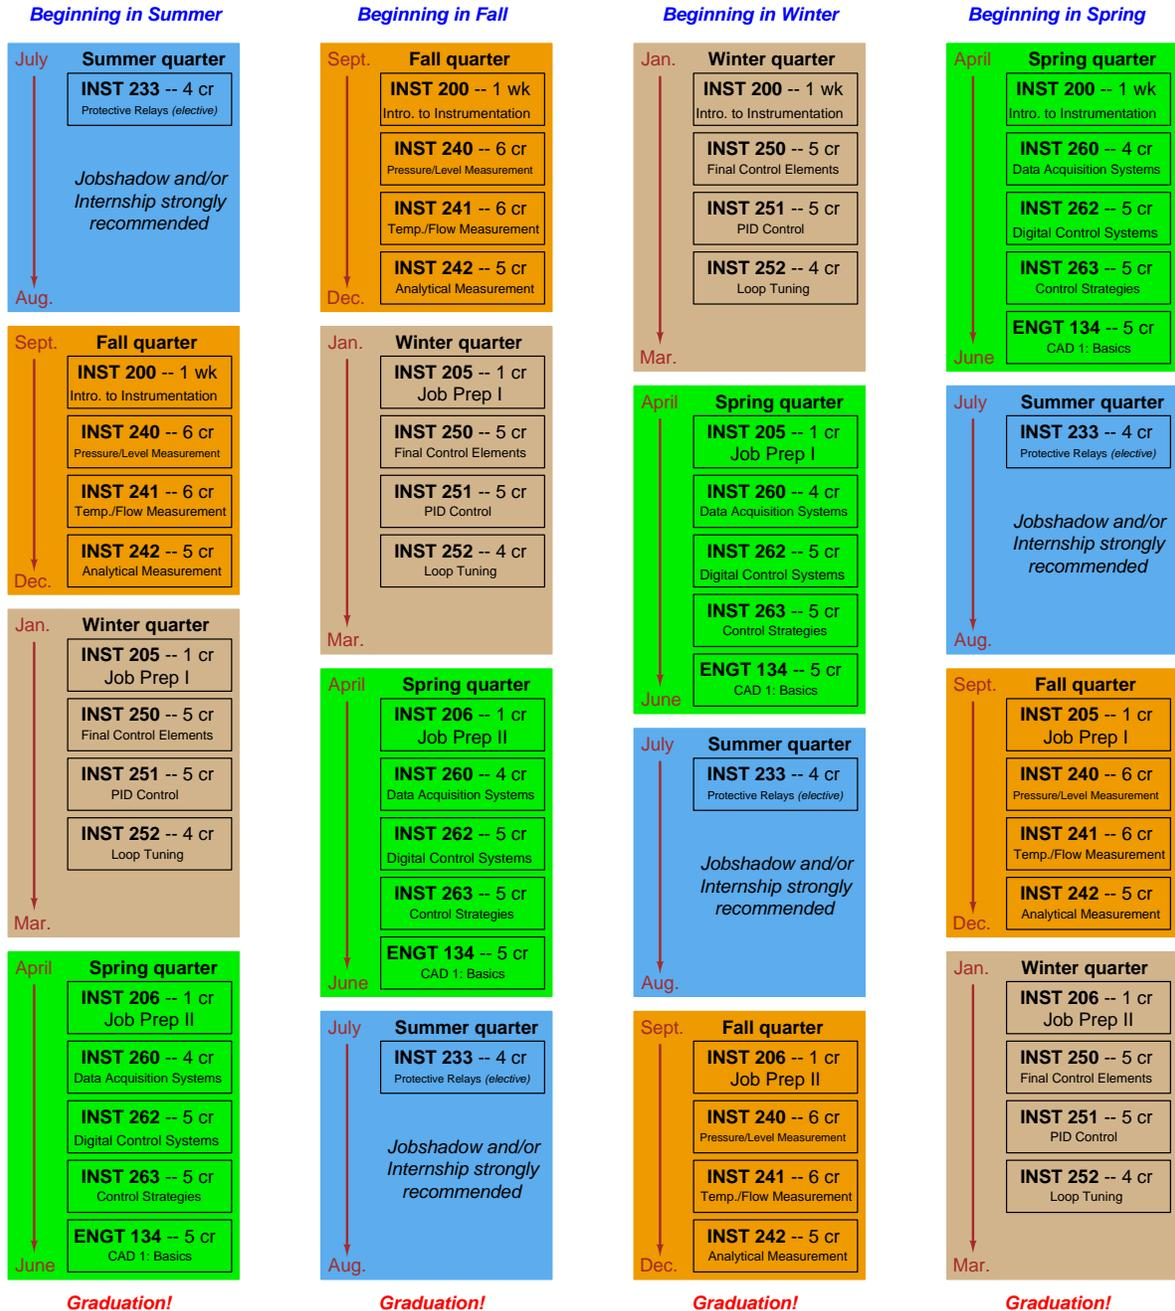 Beginning in Summer
July
Summer quarter
INST 233 -- 4 cr
Protective Relays (elective)
Jobshadow and/or
Internship strongly
recommended
Aug.
Sept.
Fall quarter
INST 200 -- 1 wk
Intro. to Instrumentation
INST 240 -- 6 cr
Pressure/Level Measurement
INST 241 -- 6 cr
Temp./Flow Measurement
INST 242 -- 5 cr
Analytical Measurement
Dec.
Jan.
Winter quarter
INST 205 -- 1 cr
Job Prep I
INST 250 -- 5 cr
Final Control Elements
INST 251 -- 5 cr
PID Control
INST 252 -- 4 cr
Loop Tuning
Mar.
April
Spring quarter
INST 206 -- 1 cr
Job Prep II
INST 260 -- 4 cr
Data Acquisition Systems
INST 262 -- 5 cr
Digital Control Systems
INST 263 -- 5 cr
Control Strategies
ENGT 134 -- 5 cr
CAD 1: Basics
June
Graduation!
Beginning in Fall
Sept.
Fall quarter
INST 200 -- 1 wk
Intro. to Instrumentation
INST 240 -- 6 cr
Pressure/Level Measurement
INST 241 -- 6 cr
Temp./Flow Measurement
INST 242 -- 5 cr
Analytical Measurement
Dec.
Jan.
Winter quarter
INST 205 -- 1 cr
Job Prep I
INST 250 -- 5 cr
Final Control Elements
INST 251 -- 5 cr
PID Control
INST 252 -- 4 cr
Loop Tuning
Mar.
April
Spring quarter
INST 206 -- 1 cr
Job Prep II
INST 260 -- 4 cr
Data Acquisition Systems
INST 262 -- 5 cr
Digital Control Systems
INST 263 -- 5 cr
Control Strategies
ENGT 134 -- 5 cr
CAD 1: Basics
June
July
Summer quarter
INST 233 -- 4 cr
Protective Relays (elective)
Jobshadow and/or
Internship strongly
recommended
Aug.
Graduation!
Beginning in Winter
Jan.
Winter quarter
INST 200 -- 1 wk
Intro. to Instrumentation
INST 250 -- 5 cr
Final Control Elements
INST 251 -- 5 cr
PID Control
INST 252 -- 4 cr
Loop Tuning
Mar.
April
Spring quarter
INST 205 -- 1 cr
Job Prep I
INST 260 -- 4 cr
Data Acquisition Systems
INST 262 -- 5 cr
Digital Control Systems
INST 263 -- 5 cr
Control Strategies
ENGT 134 -- 5 cr
CAD 1: Basics
June
July
Summer quarter
INST 233 -- 4 cr
Protective Relays (elective)
Jobshadow and/or
Internship strongly
recommended
Aug.
Sept.
Fall quarter
INST 206 -- 1 cr
Job Prep II
INST 240 -- 6 cr
Pressure/Level Measurement
INST 241 -- 6 cr
Temp./Flow Measurement
INST 242 -- 5 cr
Analytical Measurement
Dec.
Graduation!
Beginning in Spring
April
Spring quarter
INST 200 -- 1 wk
Intro. to Instrumentation
INST 260 -- 4 cr
Data Acquisition Systems
INST 262 -- 5 cr
Digital Control Systems
INST 263 -- 5 cr
Control Strategies
ENGT 134 -- 5 cr
CAD 1: Basics
June
July
Summer quarter
INST 233 -- 4 cr
Protective Relays (elective)
Jobshadow and/or
Internship strongly
recommended
Aug.
Sept.
Fall quarter
INST 205 -- 1 cr
Job Prep I
INST 240 -- 6 cr
Pressure/Level Measurement
INST 241 -- 6 cr
Temp./Flow Measurement
INST 242 -- 5 cr
Analytical Measurement
Dec.
Jan.
Winter quarter
INST 206 -- 1 cr
Job Prep II
INST 250 -- 5 cr
Final Control Elements
INST 251 -- 5 cr
PID Control
INST 252 -- 4 cr
Loop Tuning
Mar.
Graduation!